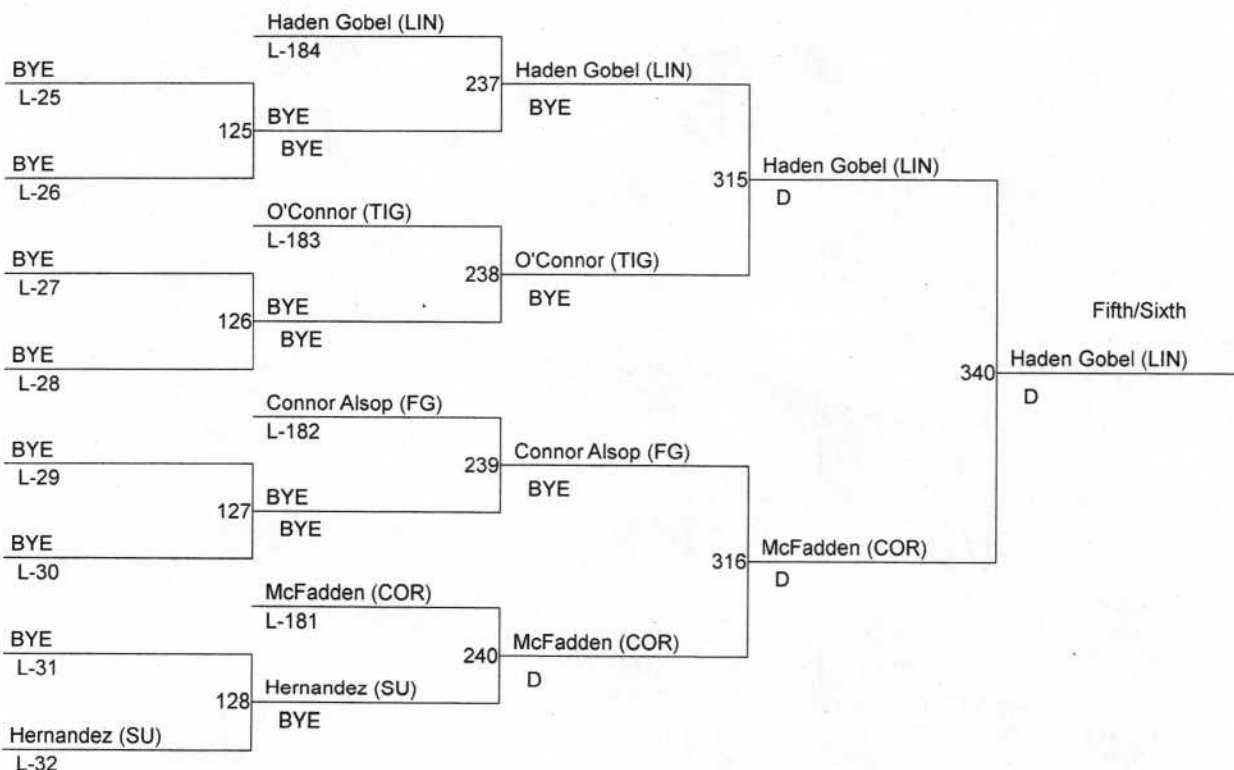 Haden Gobel (LIN)
L-184
BYE
L-25
237
Haden Gobel (LIN)
BYE
125
BYE
BYE
BYE
L-26
315
Haden Gobel (LIN)
D
O'Connor (TIG)
L-183
BYE
L-27
238
O'Connor (TIG)
BYE
126
BYE
BYE
BYE
L-28
Fifth/Sixth
340
Haden Gobel (LIN)
D
Connor Alsop (FG)
L-182
BYE
L-29
239
Connor Alsop (FG)
BYE
127
BYE
BYE
BYE
L-30
316
McFadden (COR)
D
McFadden (COR)
L-181
BYE
L-31
240
McFadden (COR)
D
128
Hernandez (SU)
BYE
Hernandez (SU)
L-32